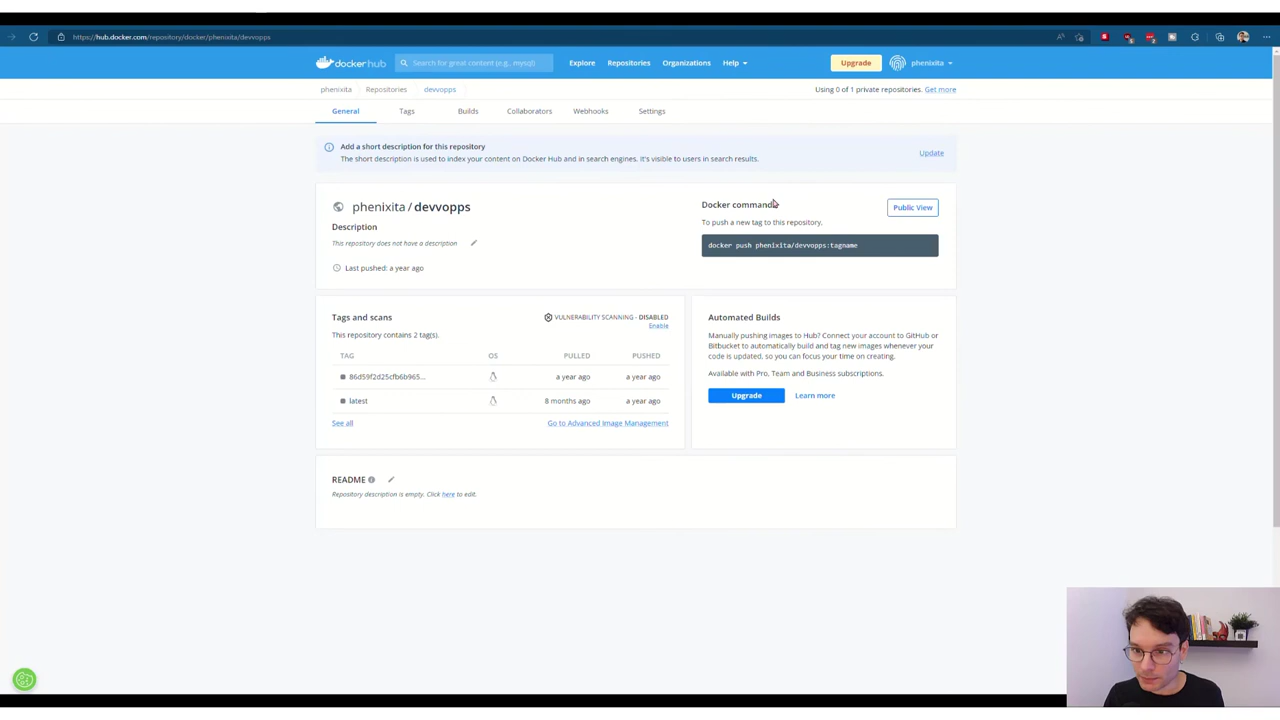 https://hub.docker.com/repository/docker/phenixita/devvopps
dockerhub
Search for great content (e.g., mysql)
Explore
Repositories
Organizations
Help
Upgrade
phenixita
phenixita
Repositories
devvopps
Using 0 of 1 private repositories. Get more
General
Tags
Builds
Collaborators
Webhooks
Settings
Add a short description for this repository
The short description is used to index your content on Docker Hub and in search engines. It's visible to users in search results.
Update
phenixita / devvopps
Description
This repository does not have a description
Last pushed: a year ago
Docker commands
To push a new tag to this repository,
Public View
docker push phenixita/devvopps:tagname
Tags and scans
VULNERABILITY SCANNING - DISABLED
Enable
This repository contains 2 tag(s).
TAG
OS
PULLED
PUSHED
86d59f2d25cfb6b965...
a year ago
a year ago
latest
8 months ago
a year ago
See all
Go to Advanced Image Management
Automated Builds
Manually pushing images to Hub? Connect your account to GitHub or
Bitbucket to automatically build and tag new images whenever your
code is updated, so you can focus your time on creating.
Available with Pro, Team and Business subscriptions.
Upgrade
Learn more
README
Repository description is empty. Click here to edit.